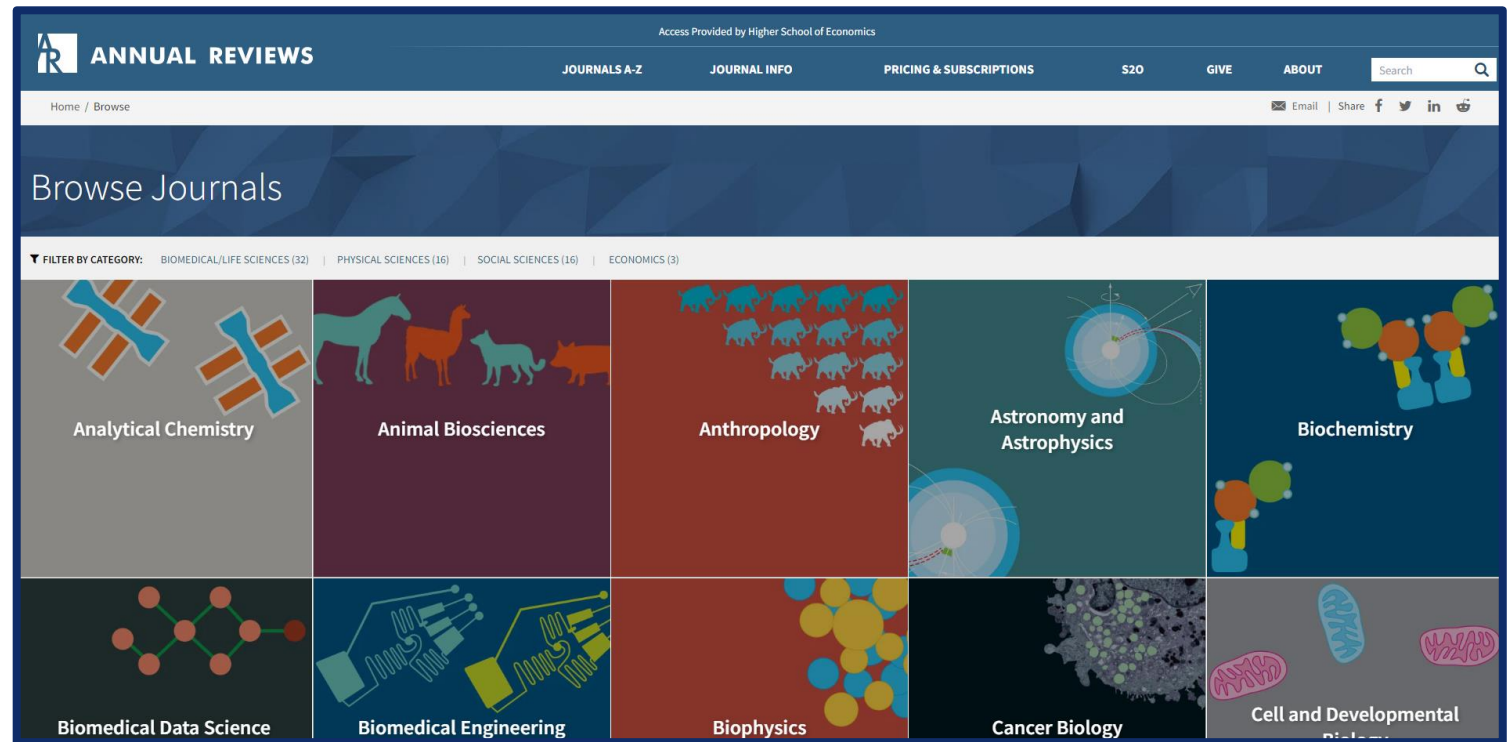 Access Provided by Higher School of Economics
AR ANNUAL REVIEWS
JOURNALS A-Z JOURNAL INFO PRICING & SUBSCRIPTIONS S2O GIVE ABOUT Search
Home / Browse Email | Share
Browse Journals
FILTER BY CATEGORY: BIOMEDICAL/LIFE SCIENCES (32) | PHYSICAL SCIENCES (16) | SOCIAL SCIENCES (16) | ECONOMICS (3)
Analytical Chemistry
Animal Biosciences
Anthropology
Astronomy and
Astrophysics
Biochemistry
Biomedical Data Science
Biomedical Engineering
Biophysics
Cancer Biology
Cell and Developmental
Biology